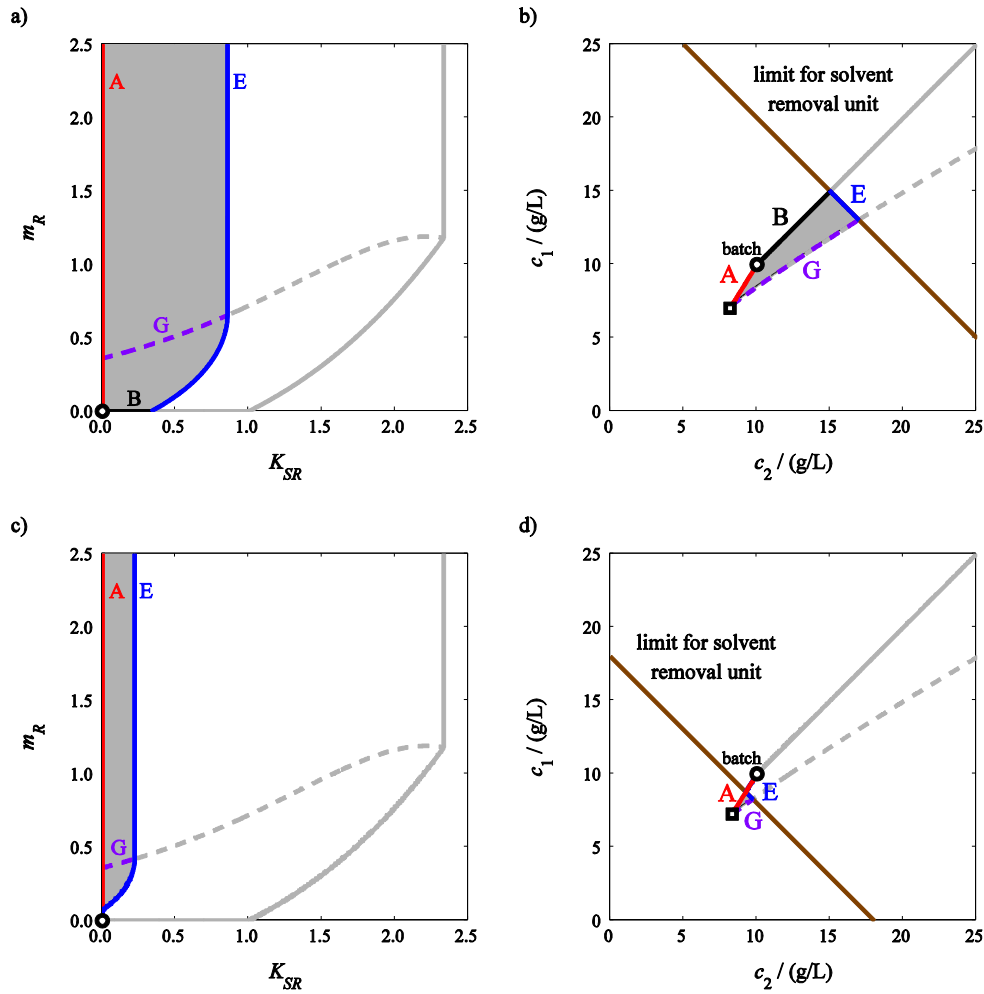 a)
2.5
2.0
1.5
1.0
0.5
0.0
m_R
A
E
G
B
0.0
0.5
1.0
1.5
2.0
2.5
K_SR
b)
25
20
15
10
5
0
c_1 / (g/L)
limit for solvent
removal unit
B
E
batch
A
G
0
5
10
15
20
25
c_2 / (g/L)
c)
2.5
2.0
1.5
1.0
0.5
0.0
m_R
A
E
G
0.0
0.5
1.0
1.5
2.0
2.5
K_SR
d)
25
20
15
10
5
0
c_1 / (g/L)
limit for solvent
removal unit
batch
A
E
G
0
5
10
15
20
25
c_2 / (g/L)